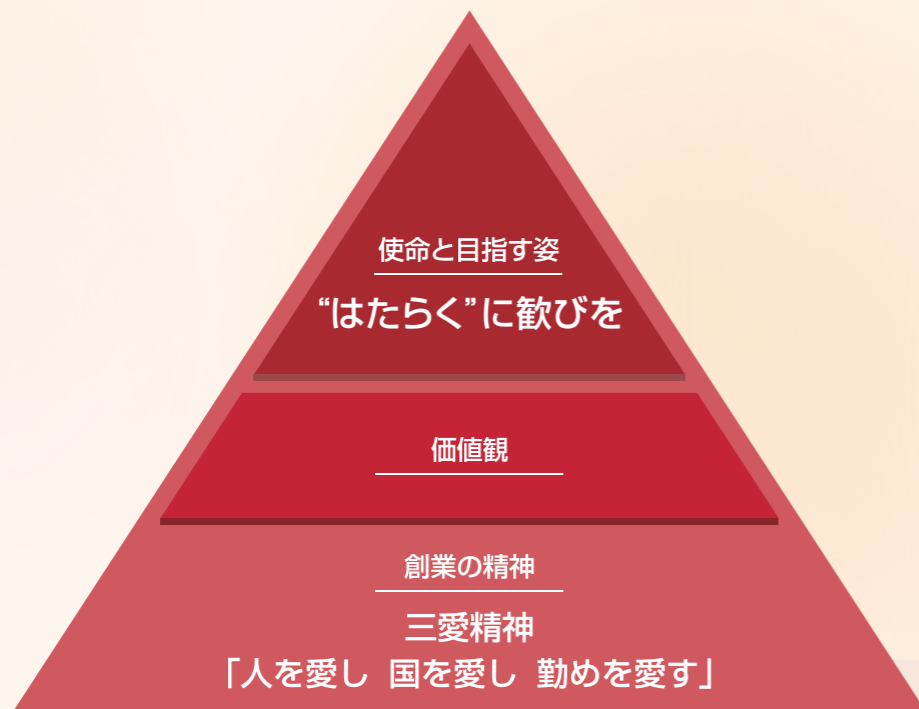 使命と目指す姿
“はたらく”に歓びを
価値観
創業の精神
三愛精神
「人を愛し 国を愛し 勤めを愛す」